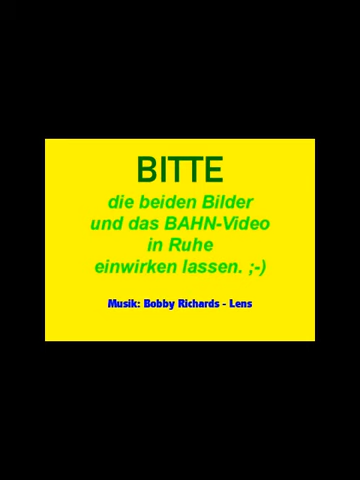 BITTE
die beiden Bilder
und das BAHN-Video
in Ruhe
einwirken lassen. ;-)
Musik: Bobby Richards - Lens